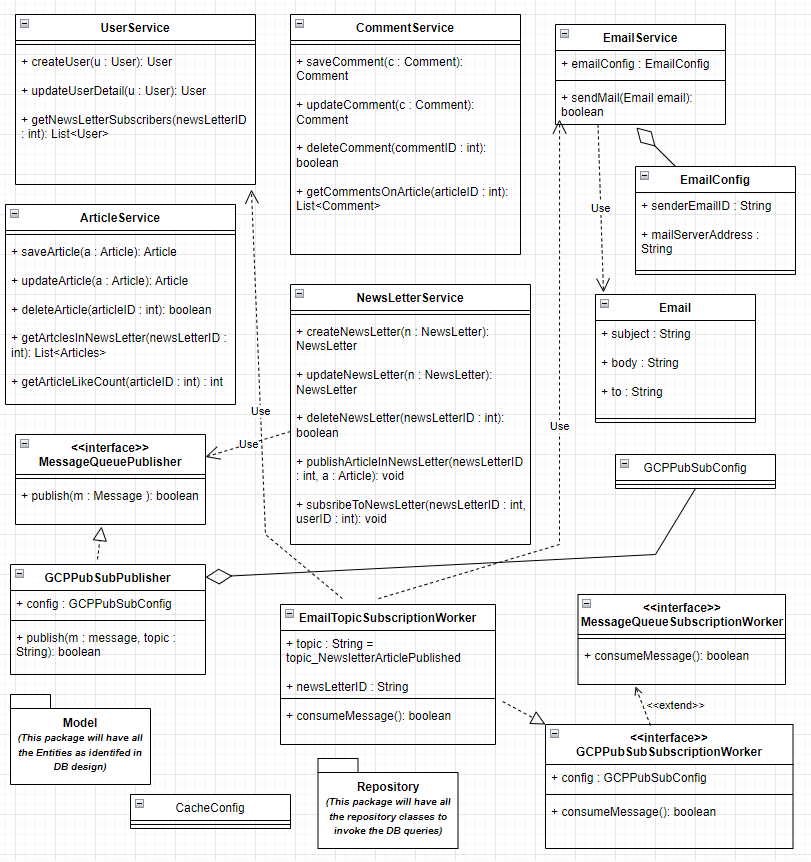 UserService
+ createUser(u : User): User
+ updateUserDetail(u : User): User
+ getNewsLetterSubscribers(newsLetterID
: int): List<User>
CommentService
+ saveComment(c : Comment):
Comment
+ updateComment(c : Comment):
Comment
+ deleteComment(commentID : int):
boolean
+ getCommentsOnArticle(articleID : int):
List<Comment>
EmailService
+ emailConfig : EmailConfig
+ sendMail(Email email):
boolean
EmailConfig
+ senderEmailID : String
+ mailServerAddress :
String
Use
ArticleService
+ saveArticle(a : Article): Article
+ updateArticle(a : Article): Article
+ deleteArticle(articleID : int): boolean
+ getArtclesInNewsLetter(newsLetterID :
int): List<Articles>
+ getArticleLikeCount(articleID : int) : int
NewsLetterService
+ createNewsLetter(n : NewsLetter):
NewsLetter
+ updateNewsLetter(n : NewsLetter):
NewsLetter
+ deleteNewsLetter(newsLetterID : int):
boolean
+ publishArticleInNewsLetter(newsLetterID
: int, a : Article): void
+ subsribeToNewsLetter(newsLetterID : int,
userID : int): void
Email
+ subject : String
+ body : String
+ to : String
Use
Use
Use
<<interface>>
MessageQueuePublisher
+ publish(m : Message ): boolean
GCPPubSubConfig
GCPPubSubPublisher
+ config : GCPPubSubConfig
+ publish(m : message, topic :
String): boolean
EmailTopicSubscriptionWorker
+ topic : String =
topic_NewsletterArticlePublished
+ newsLetterID : String
+ consumeMessage(): boolean
<<interface>>
MessageQueueSubscriptionWorker
+ consumeMessage(): boolean
<<extend>>
<<interface>>
GCPPubSubSubscriptionWorker
+ config : GCPPubSubConfig
+ consumeMessage(): boolean
Model
(This package will have all
the Entities as identifed in
DB design)
CacheConfig
Repository
(This package will have all
the repository classes to
invoke the DB queries)